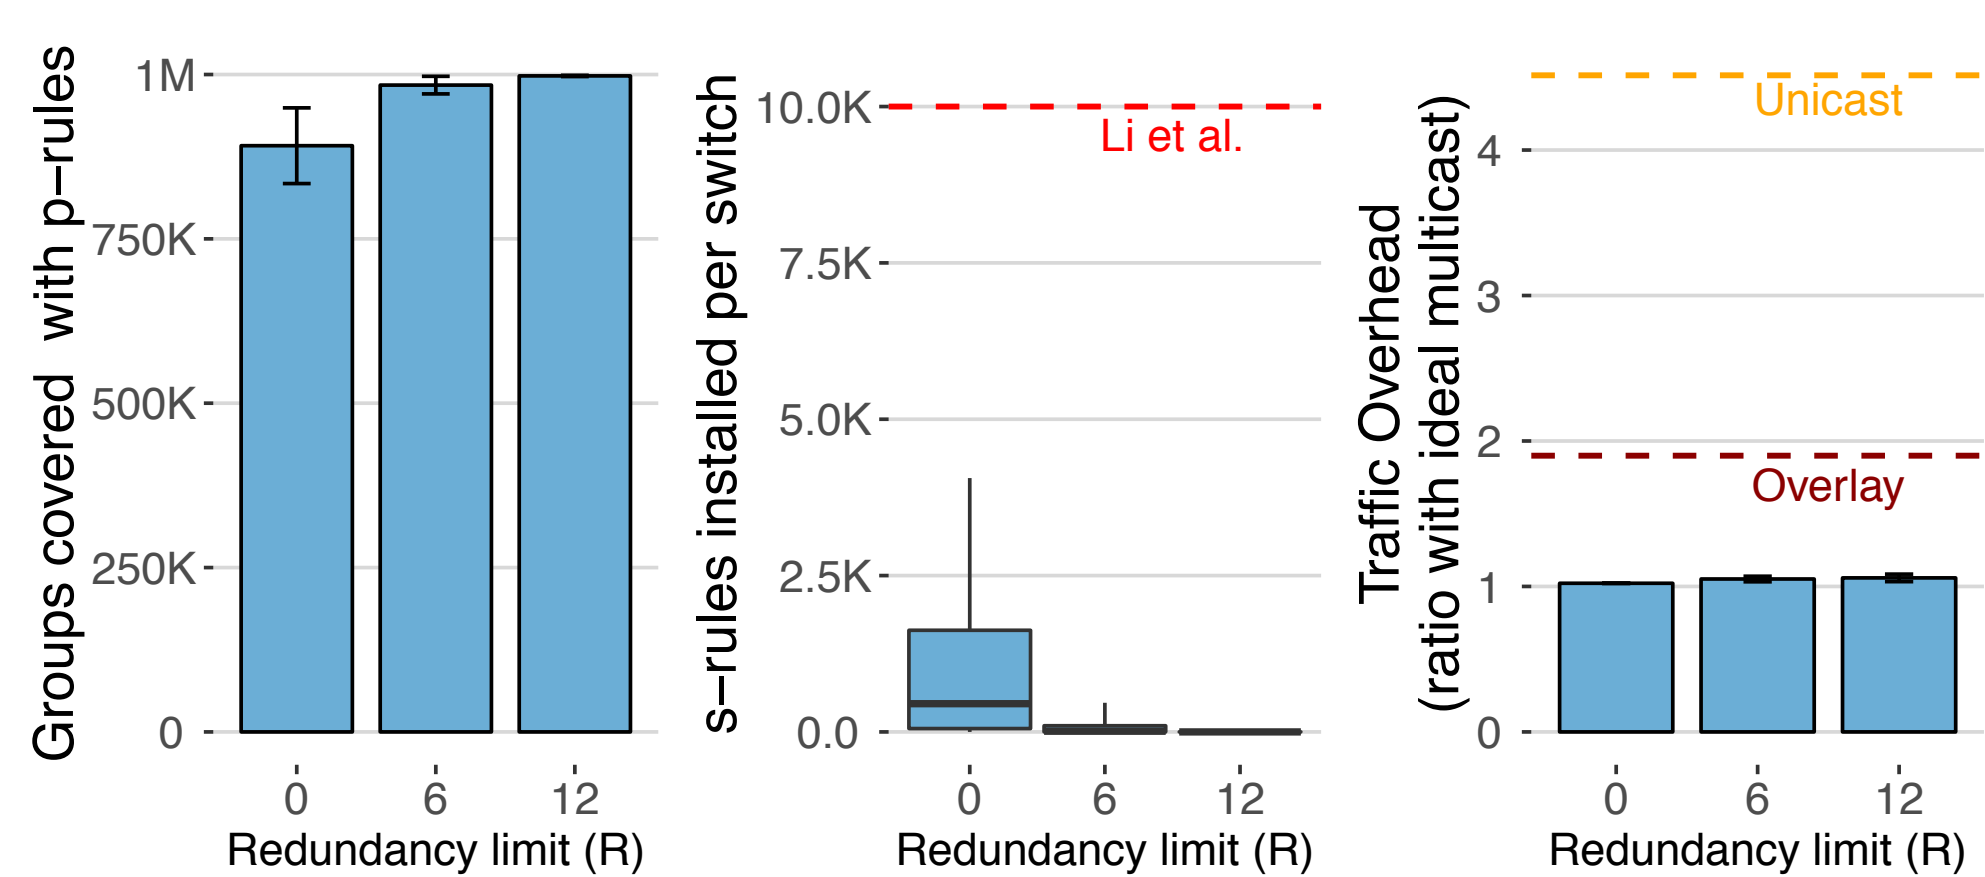 Groups covered  with p−rules
1M
750K
500K
250K
0
0 6 12
Redundancy limit (R)
s−rules installed per switch
10.0K
7.5K
5.0K
2.5K
0.0
Li et al.
0 6 12
Redundancy limit (R)
Traffic Overhead
(ratio with ideal multicast)
4
3
2
1
0
Unicast
Overlay
0 6 12
Redundancy limit (R)